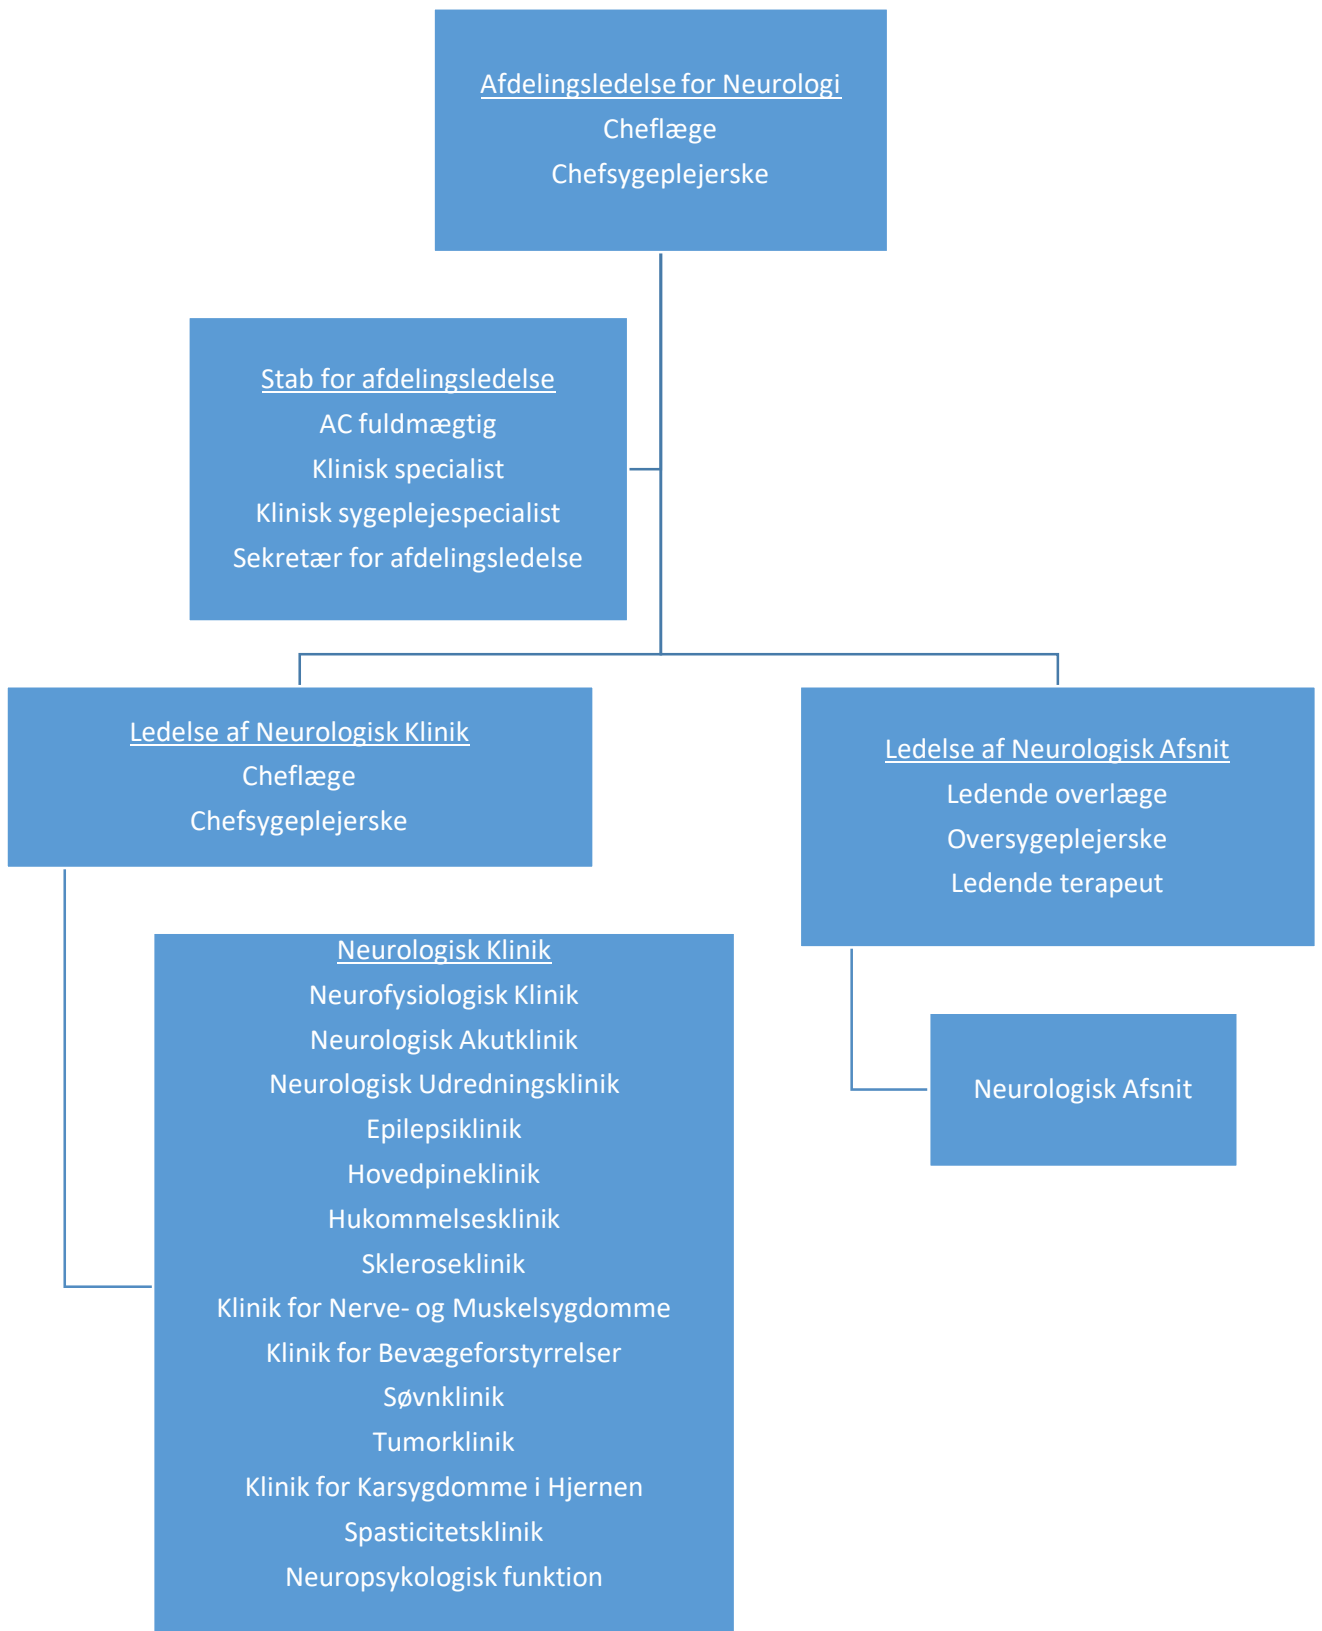 Afdelingsledelse for Neurologi
Cheflæge
Chefsygeplejerske
Stab for afdelingsledelse
AC fuldmægtig
Klinisk specialist
Klinisk sygeplejespecialist
Sekretær for afdelingsledelse
Ledelse af Neurologisk Klinik
Cheflæge
Chefsygeplejerske
Ledelse af Neurologisk Afsnit
Ledende overlæge
Oversygeplejerske
Ledende terapeut
Neurologisk Klinik
Neurofysiologisk Klinik
Neurologisk Akutklinik
Neurologisk Udredningsklinik
Epilepsiklinik
Hovedpineklinik
Hukommelsesklinik
Skleroseklinik
Klinik for Nerve- og Muskelsygdomme
Klinik for Bevægeforstyrrelser
Søvnklinik
Tumorklinik
Klinik for Karsygdomme i Hjernen
Spasticitetsklinik
Neuropsykologisk funktion
Neurologisk Afsnit